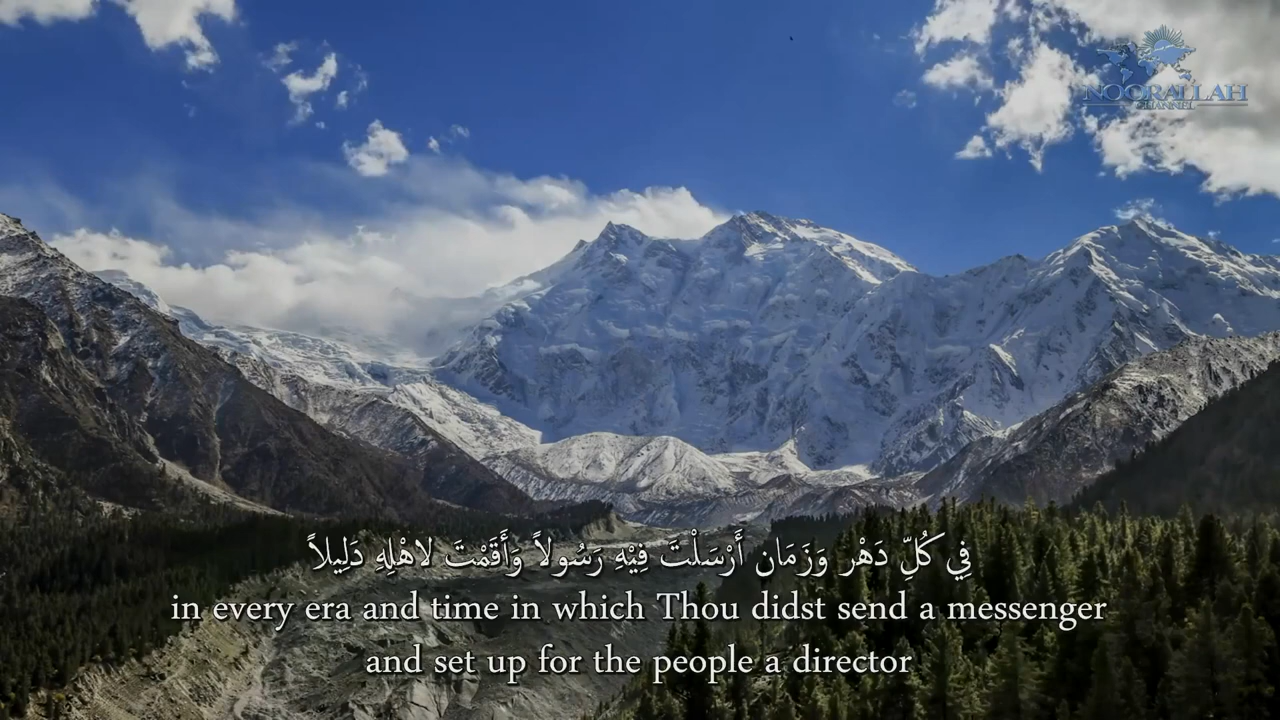 NOORALLAH
CHANNEL
فِي كُلِّ دَهْر وَزَمَان أَرْسَلْتَ فِيْهِ رَسُولاً وَأَقَمْتَ لاهْلِهِ دَلِيلاً
in every era and time in which Thou didst send a messenger
and set up for the people a director